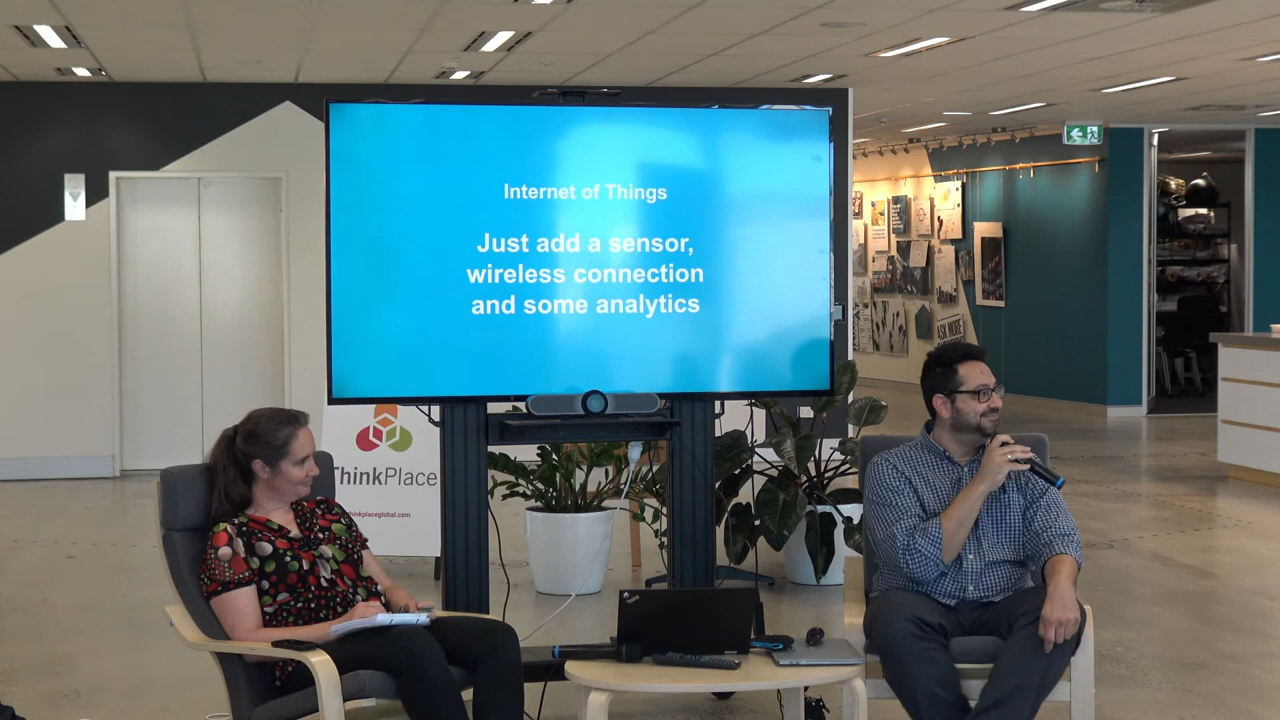 Internet of Things
Just add a sensor,
wireless connection
and some analytics
ThinkPlace
thinkplaceglobal.com
ASK MORE